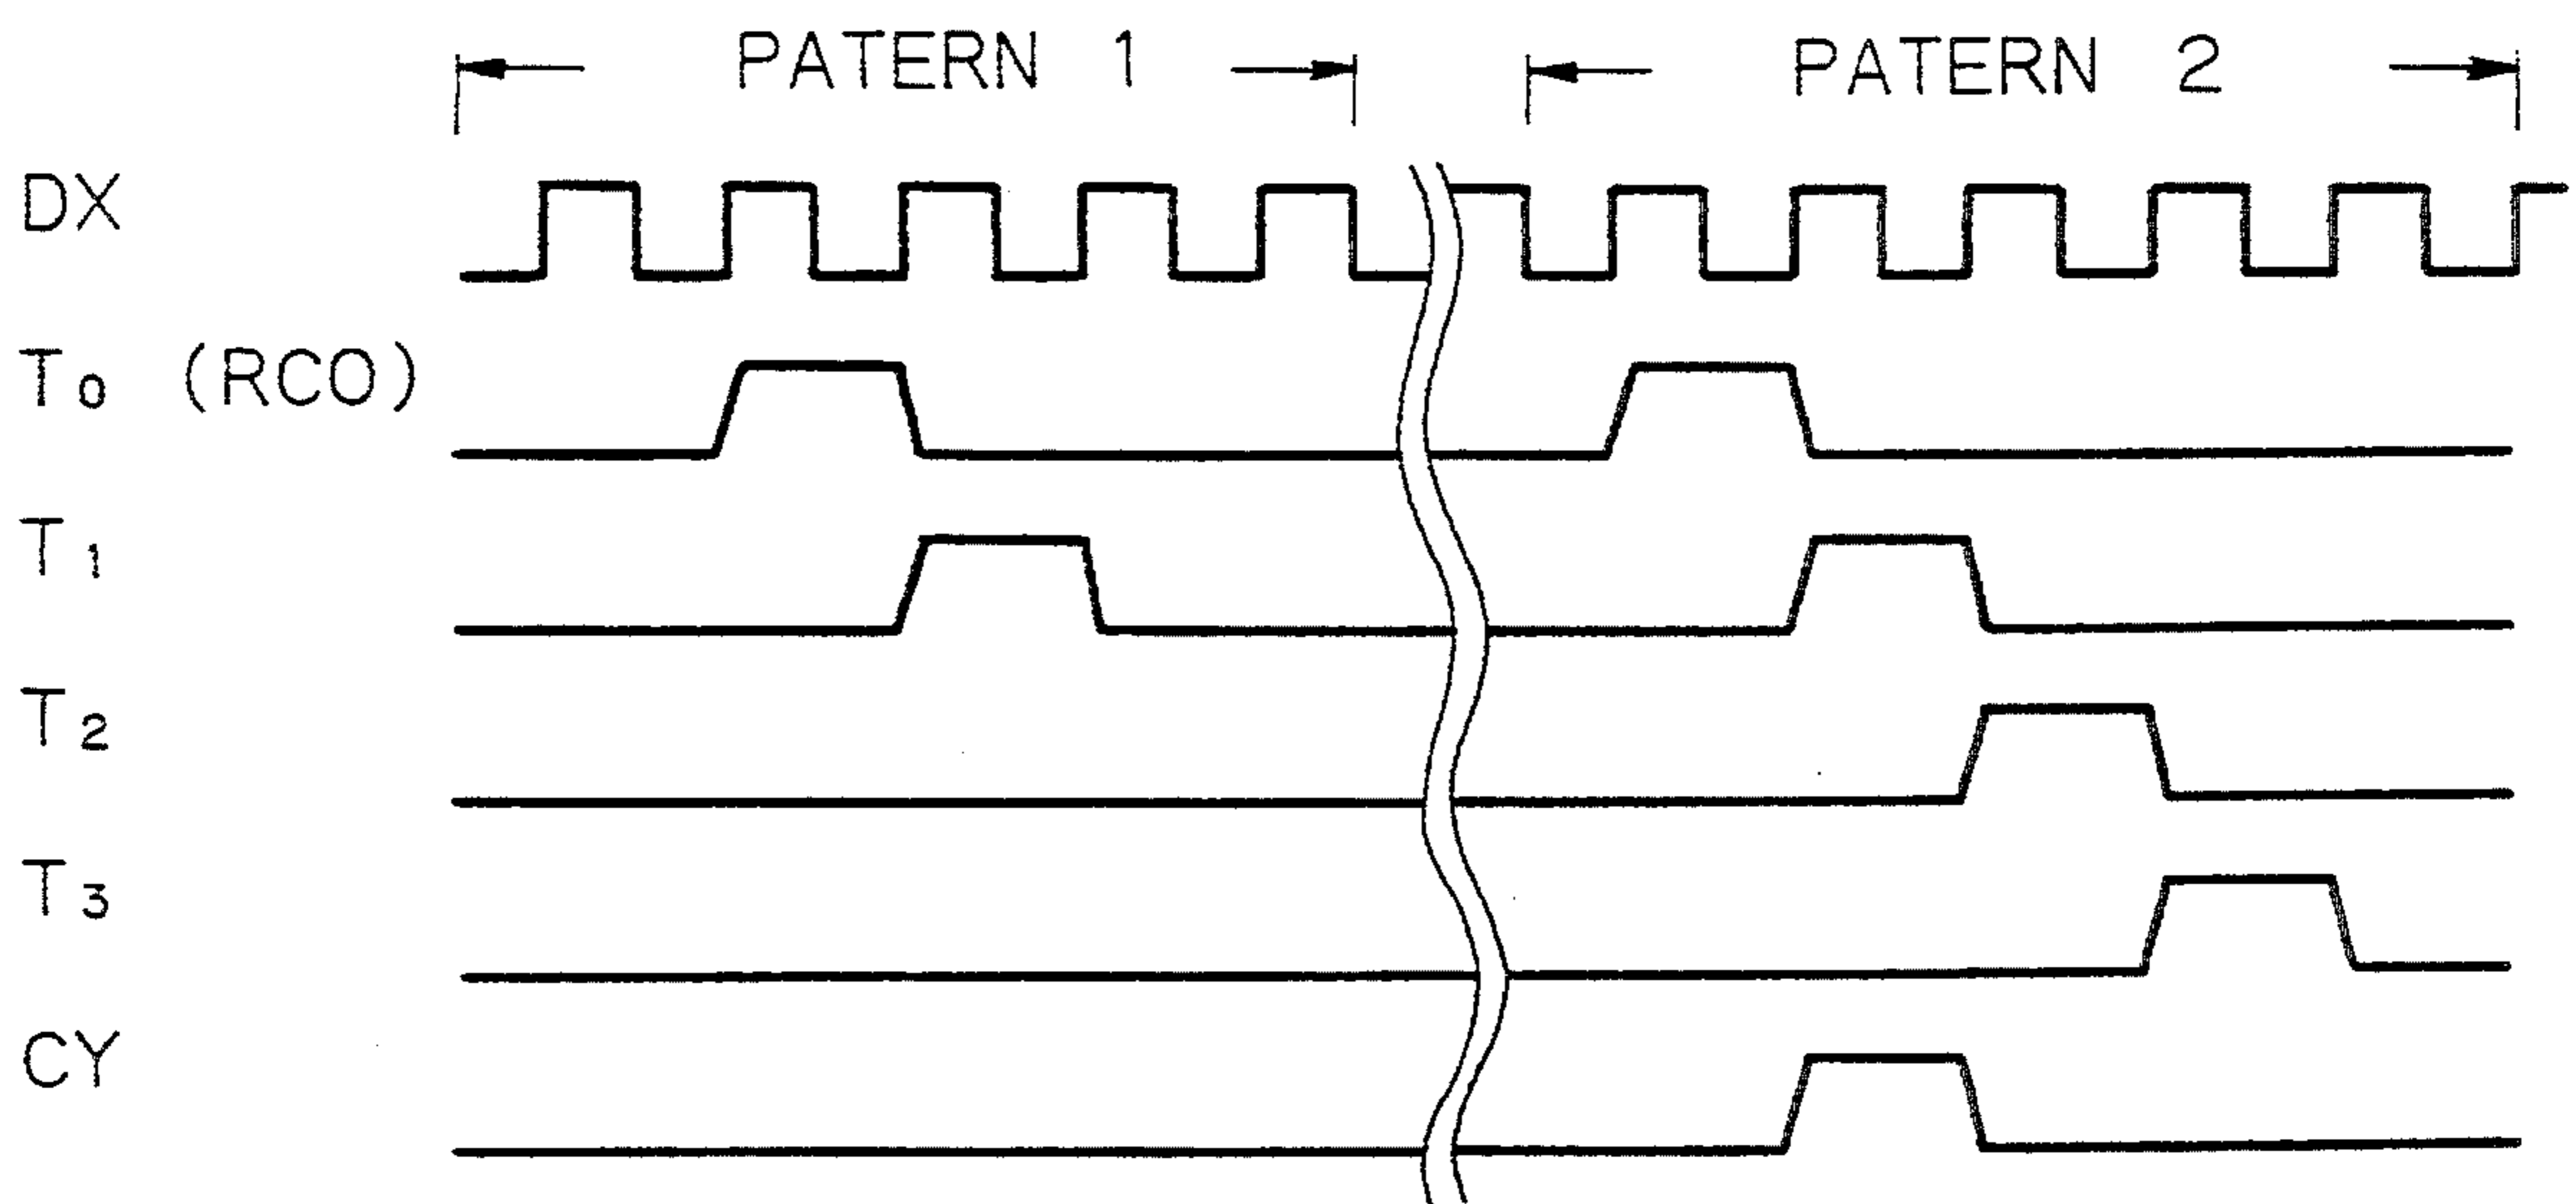 PATERN 1
PATERN 2
DX
T0 (RCO)
T1
T2
T3
CY